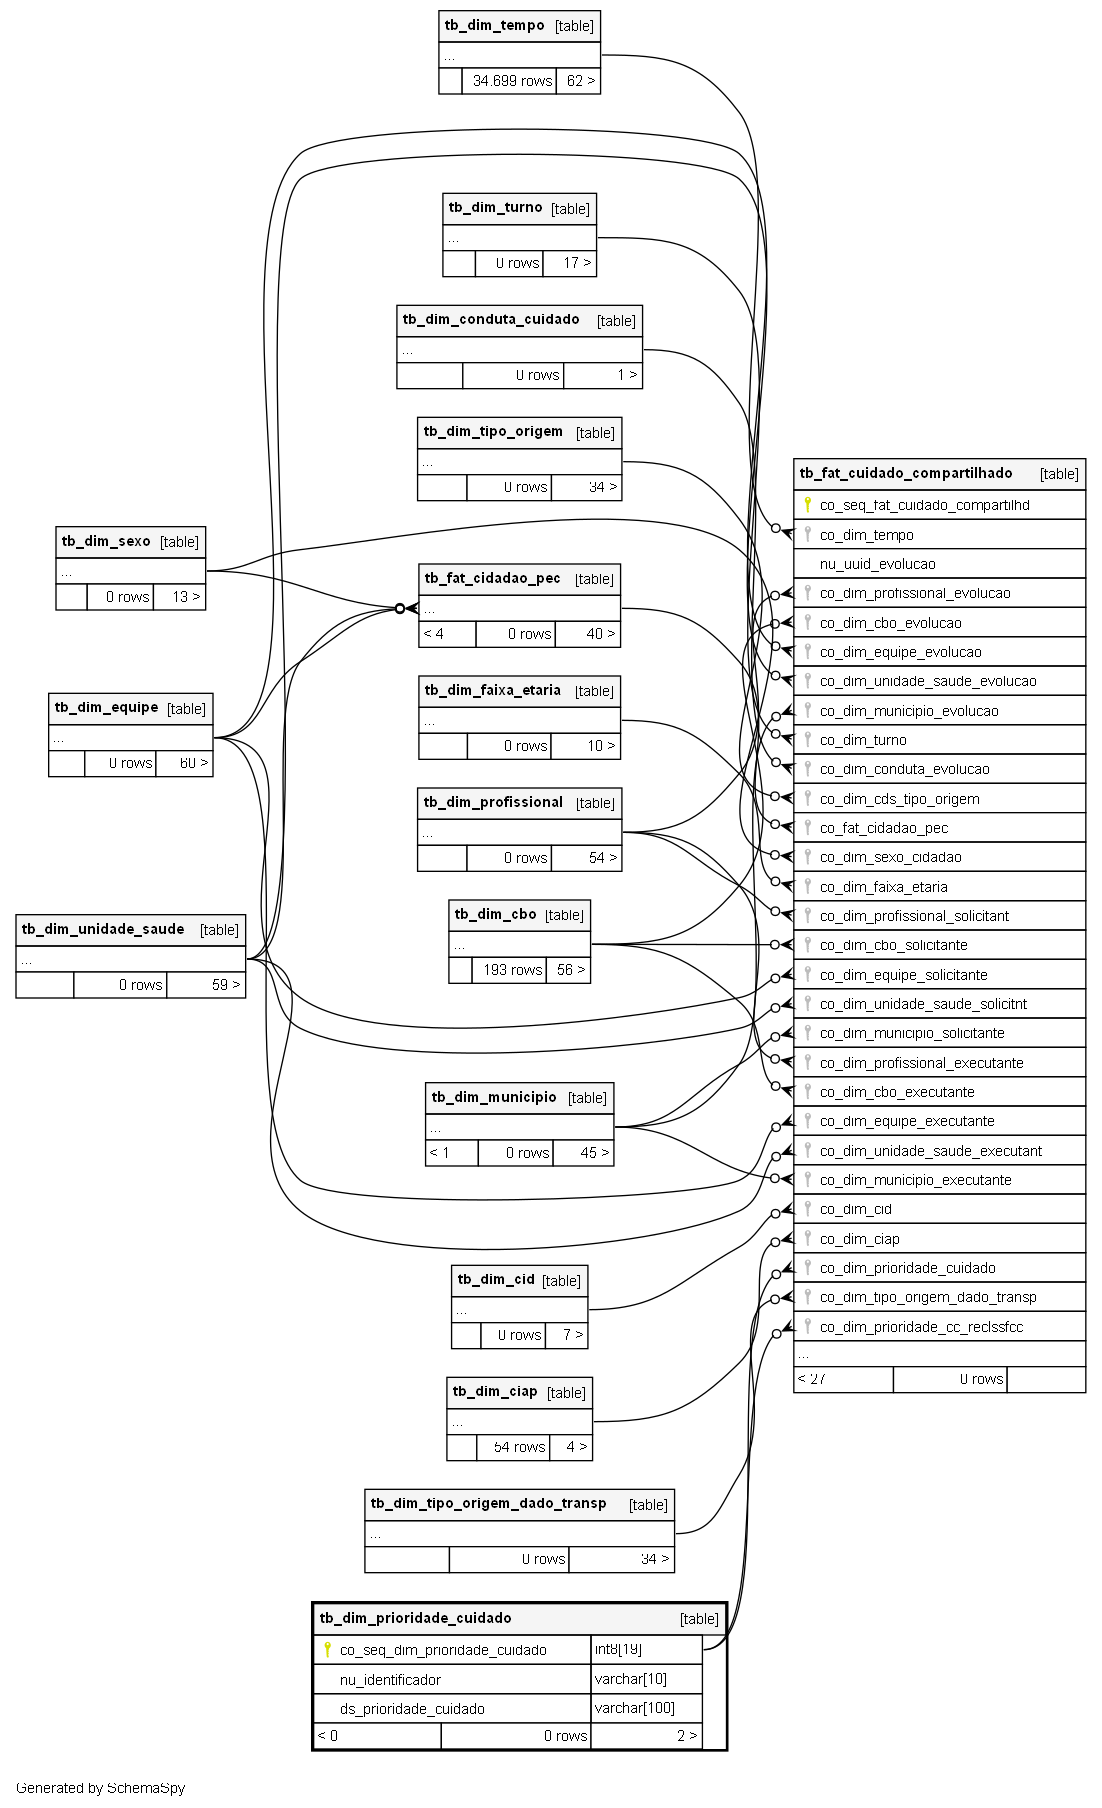 tb_dim_tempo [table]
...
34.699 rows 62 >
tb_dim_turno [table]
...
0 rows 17 >
tb_dim_conduta_cuidado [table]
...
0 rows 1 >
tb_dim_tipo_origem [table]
...
0 rows 34 >
tb_dim_sexo [table]
...
0 rows 13 >
tb_fat_cidadao_pec [table]
...
< 4 0 rows 40 >
tb_dim_faixa_etaria [table]
...
0 rows 10 >
tb_dim_equipe [table]
...
0 rows 60 >
tb_dim_profissional [table]
...
0 rows 54 >
tb_dim_cbo [table]
...
193 rows 56 >
tb_dim_unidade_saude [table]
...
0 rows 59 >
tb_dim_municipio [table]
...
< 1 0 rows 45 >
tb_dim_cid [table]
...
0 rows 7 >
tb_dim_ciap [table]
...
54 rows 4 >
tb_dim_tipo_origem_dado_transp [table]
...
0 rows 34 >
tb_fat_cuidado_compartilhado [table]
co_seq_fat_cuidado_compartilhd
co_dim_tempo
nu_uuid_evolucao
co_dim_profissional_evolucao
co_dim_cbo_evolucao
co_dim_equipe_evolucao
co_dim_unidade_saude_evolucao
co_dim_municipio_evolucao
co_dim_turno
co_dim_conduta_evolucao
co_dim_cds_tipo_origem
co_fat_cidadao_pec
co_dim_sexo_cidadao
co_dim_faixa_etaria
co_dim_profissional_solicitant
co_dim_cbo_solicitante
co_dim_equipe_solicitante
co_dim_unidade_saude_solicitnt
co_dim_municipio_solicitante
co_dim_profissional_executante
co_dim_cbo_executante
co_dim_equipe_executante
co_dim_unidade_saude_executant
co_dim_municipio_executante
co_dim_cid
co_dim_ciap
co_dim_prioridade_cuidado
co_dim_tipo_origem_dado_transp
co_dim_prioridade_cc_reclssfcc
...
< 27 0 rows
tb_dim_prioridade_cuidado [table]
co_seq_dim_prioridade_cuidado int8[19]
nu_identificador varchar[10]
ds_prioridade_cuidado varchar[100]
< 0 0 rows 2 >
Generated by SchemaSpy